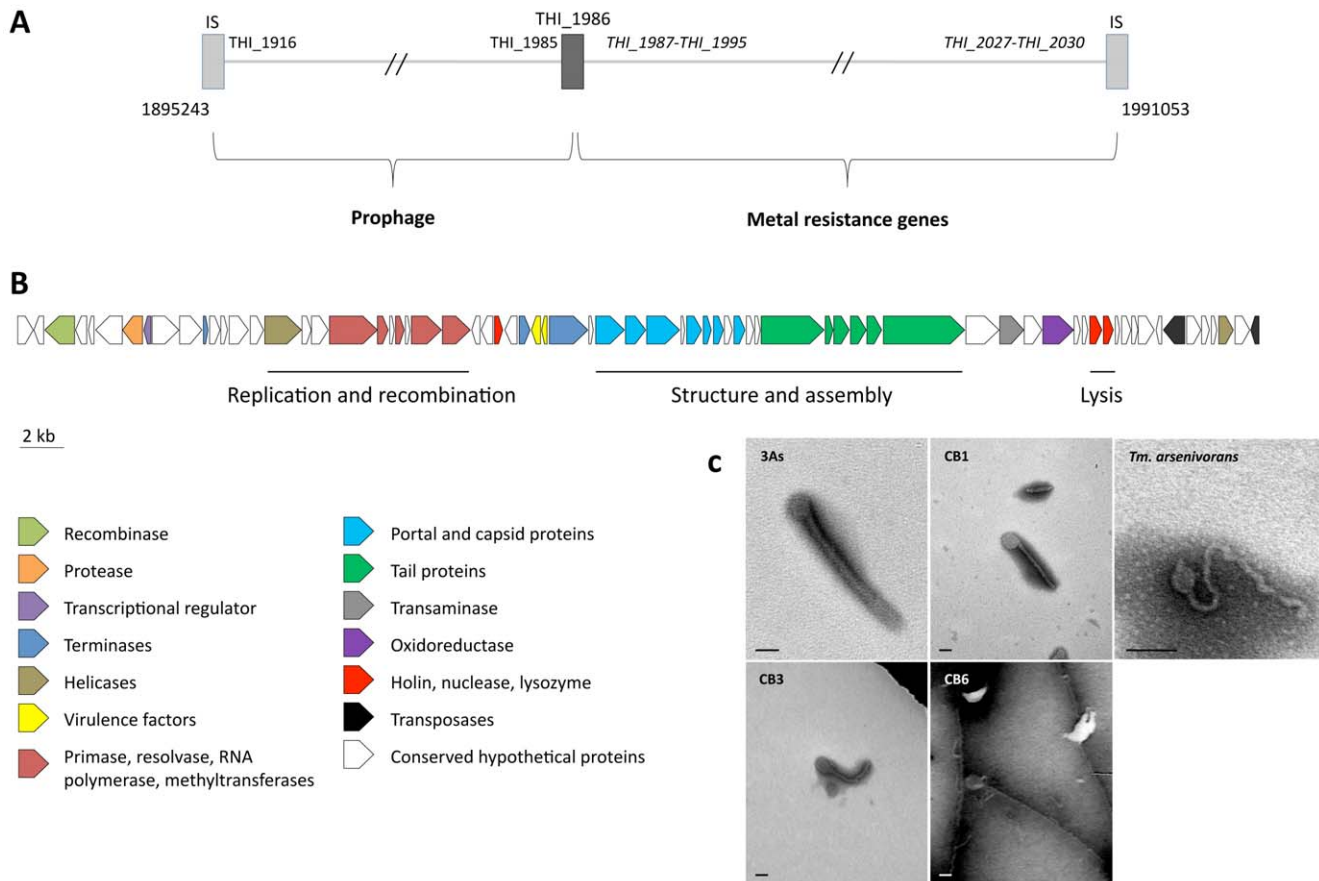 A
IS
THI_1916
THI_1985
THI_1986
THI_1987-THI_1995
THI_2027-THI_2030
IS
1895243
1991053
Prophage
Metal resistance genes
B
Replication and recombination
Structure and assembly
Lysis
2 kb
Recombinase
Protease
Transcriptional regulator
Terminases
Helicases
Virulence factors
Primase, resolvase, RNA
polymerase, methyltransferases
Portal and capsid proteins
Tail proteins
Transaminase
Oxidoreductase
Holin, nuclease, lysozyme
Transposases
Conserved hypothetical proteins
c
3As
CB1
Tm. arsenivorans
CB3
CB6